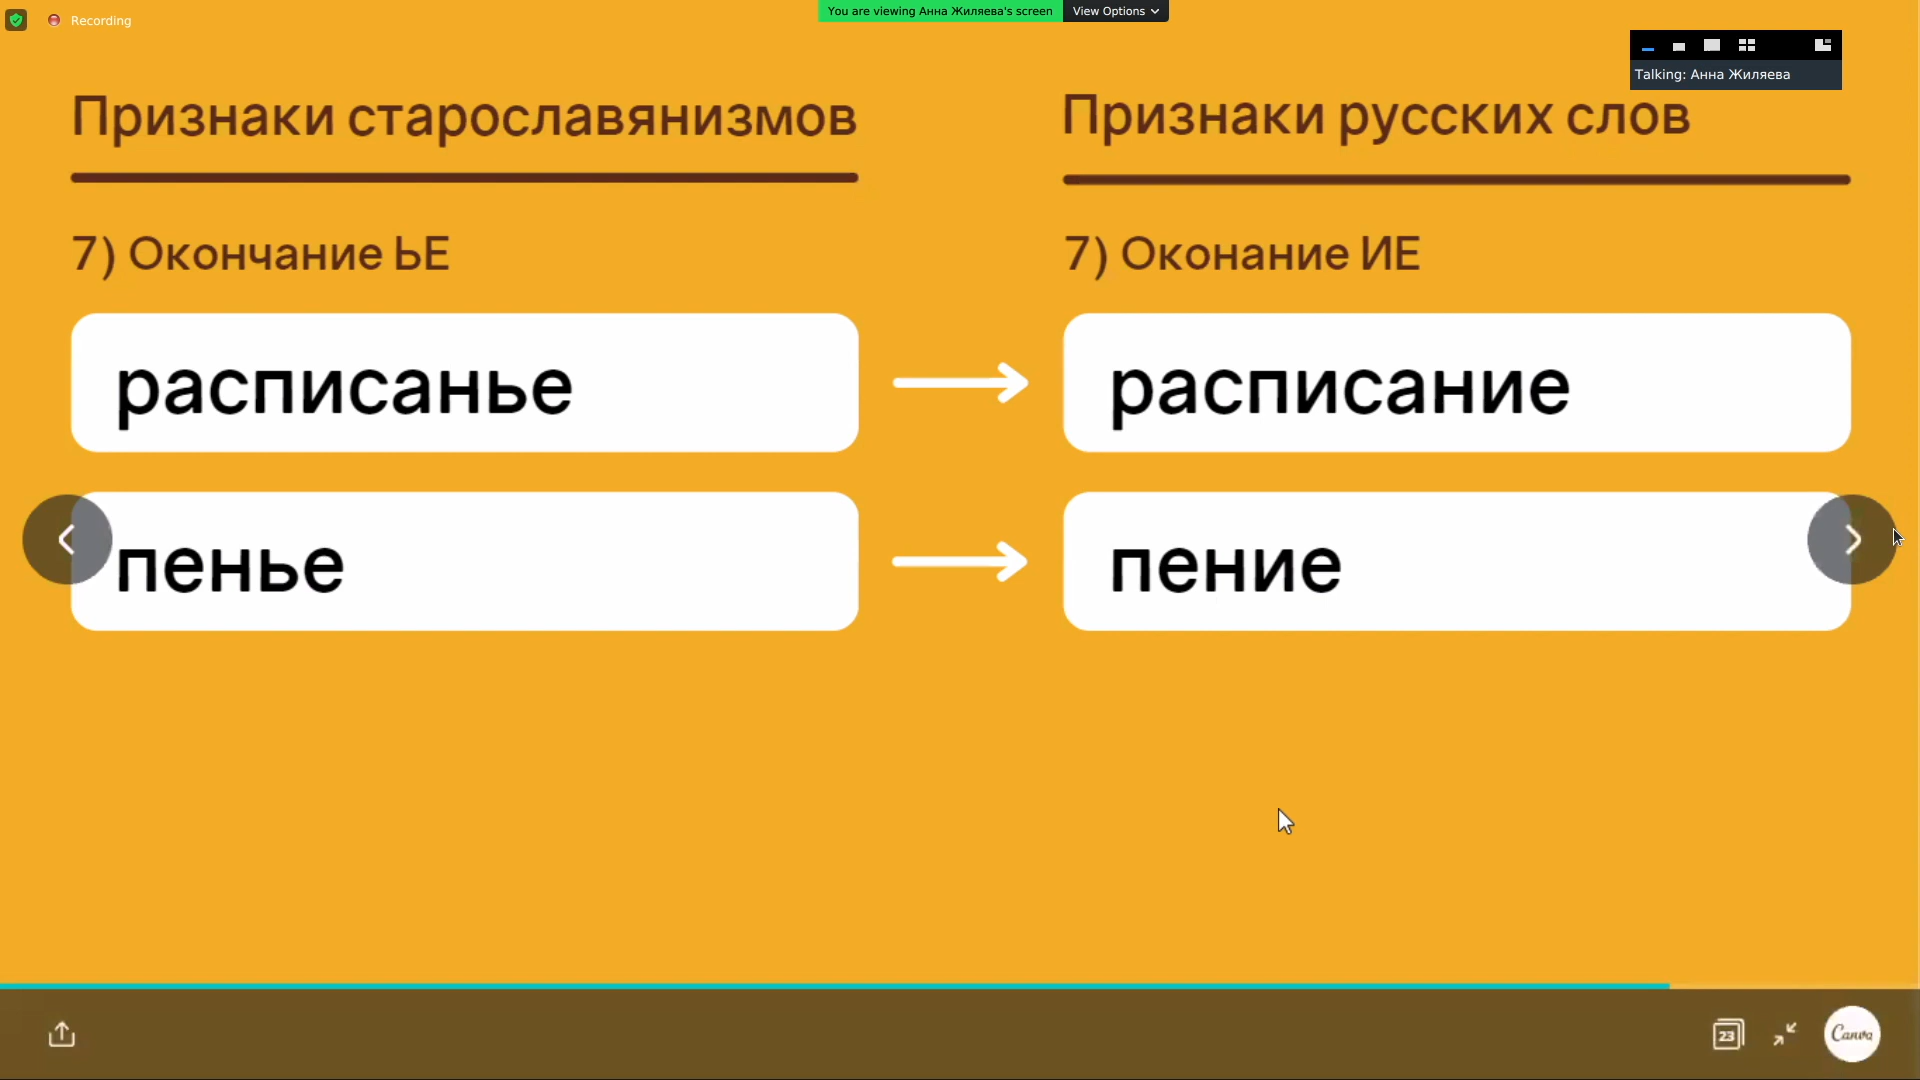 Recording
You are viewing Анна Жиляева's screen
View Options
Talking: Анна Жиляева
Признаки старославянизмов
7) Окончание ЬЕ
расписанье
пенье
Признаки русских слов
7) Оконание ИЕ
расписание
пение
23
Canva